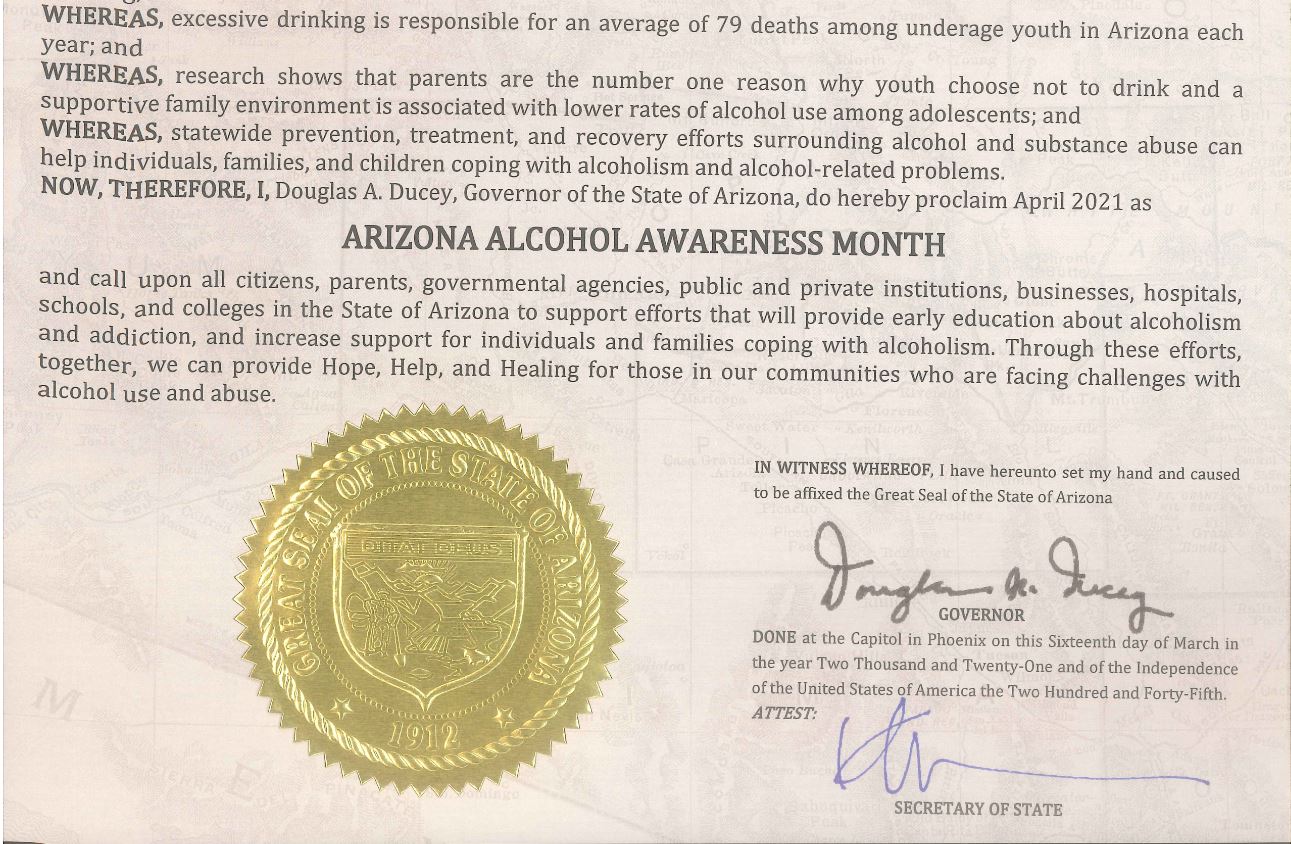 WHEREAS, excessive drinking is responsible for an average of 79 deaths among underage youth in Arizona each
year; and
WHEREAS, research shows that parents are the number one reason why youth choose not to drink and a
supportive family environment is associated with lower rates of alcohol use among adolescents; and
WHEREAS, statewide prevention, treatment, and recovery efforts surrounding alcohol and substance abuse can
help individuals, families, and children coping with alcoholism and alcohol-related problems.
NOW, THEREFORE, I, Douglas A. Ducey, Governor of the State of Arizona, do hereby proclaim April 2021 as
ARIZONA ALCOHOL AWARENESS MONTH
and call upon all citizens, parents, governmental agencies, public and private institutions, businesses, hospitals,
schools, and colleges in the State of Arizona to support efforts that will provide early education about alcoholism
and addiction, and increase support for individuals and families coping with alcoholism. Through these efforts,
together, we can provide Hope, Help, and Healing for those in our communities who are facing challenges with
alcohol use and abuse.
GREAT SEAL OF THE STATE OF ARIZONA
DITAT DEUS
1912
IN WITNESS WHEREOF, I have hereunto set my hand and caused
to be affixed the Great Seal of the State of Arizona
Douglas A. Ducey
GOVERNOR
DONE at the Capitol in Phoenix on this Sixteenth day of March in
the year Two Thousand and Twenty-One and of the Independence
of the United States of America the Two Hundred and Forty-Fifth.
ATTEST:
SECRETARY OF STATE